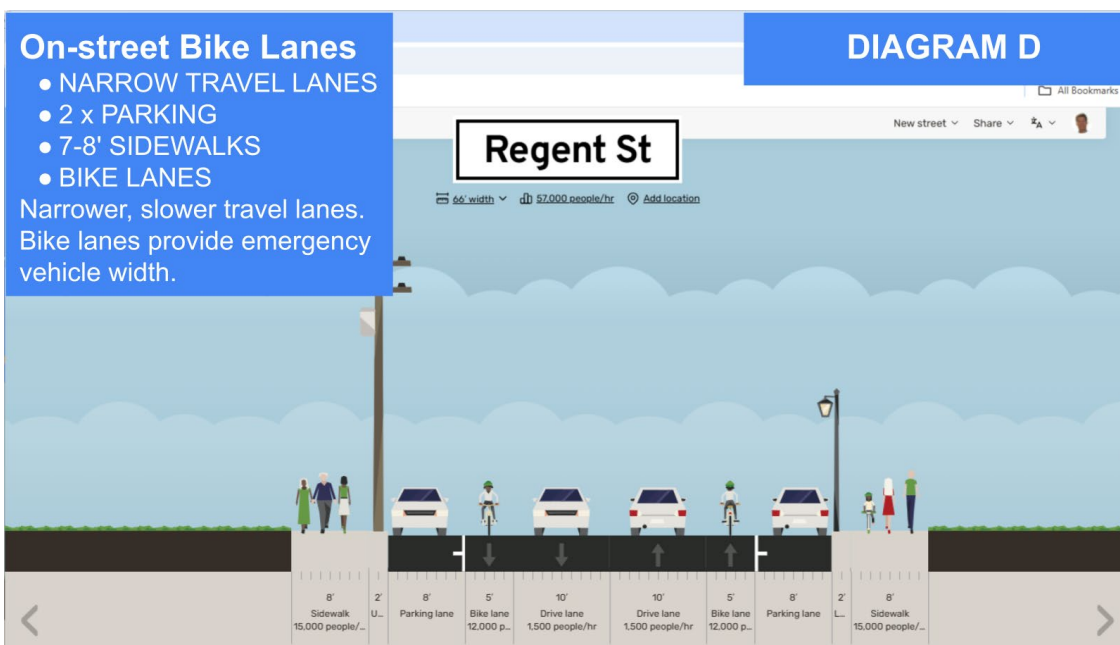 On-street Bike Lanes
● NARROW TRAVEL LANES
● 2 x PARKING
● 7-8' SIDEWALKS
● BIKE LANES
Narrower, slower travel lanes.
Bike lanes provide emergency
vehicle width.
DIAGRAM D
All Bookmarks
New street Share
Regent St
66' width 57,000 people/hr Add location
8' 2' 8' 5' 10' 10' 5' 8' 2' 8'
Sidewalk U... Parking lane Bike lane Drive lane Drive lane Bike lane Parking lane L... Sidewalk
15,000 people/... 12,000 p... 1,500 people/hr 1,500 people/hr 12,000 p... 15,000 people/...